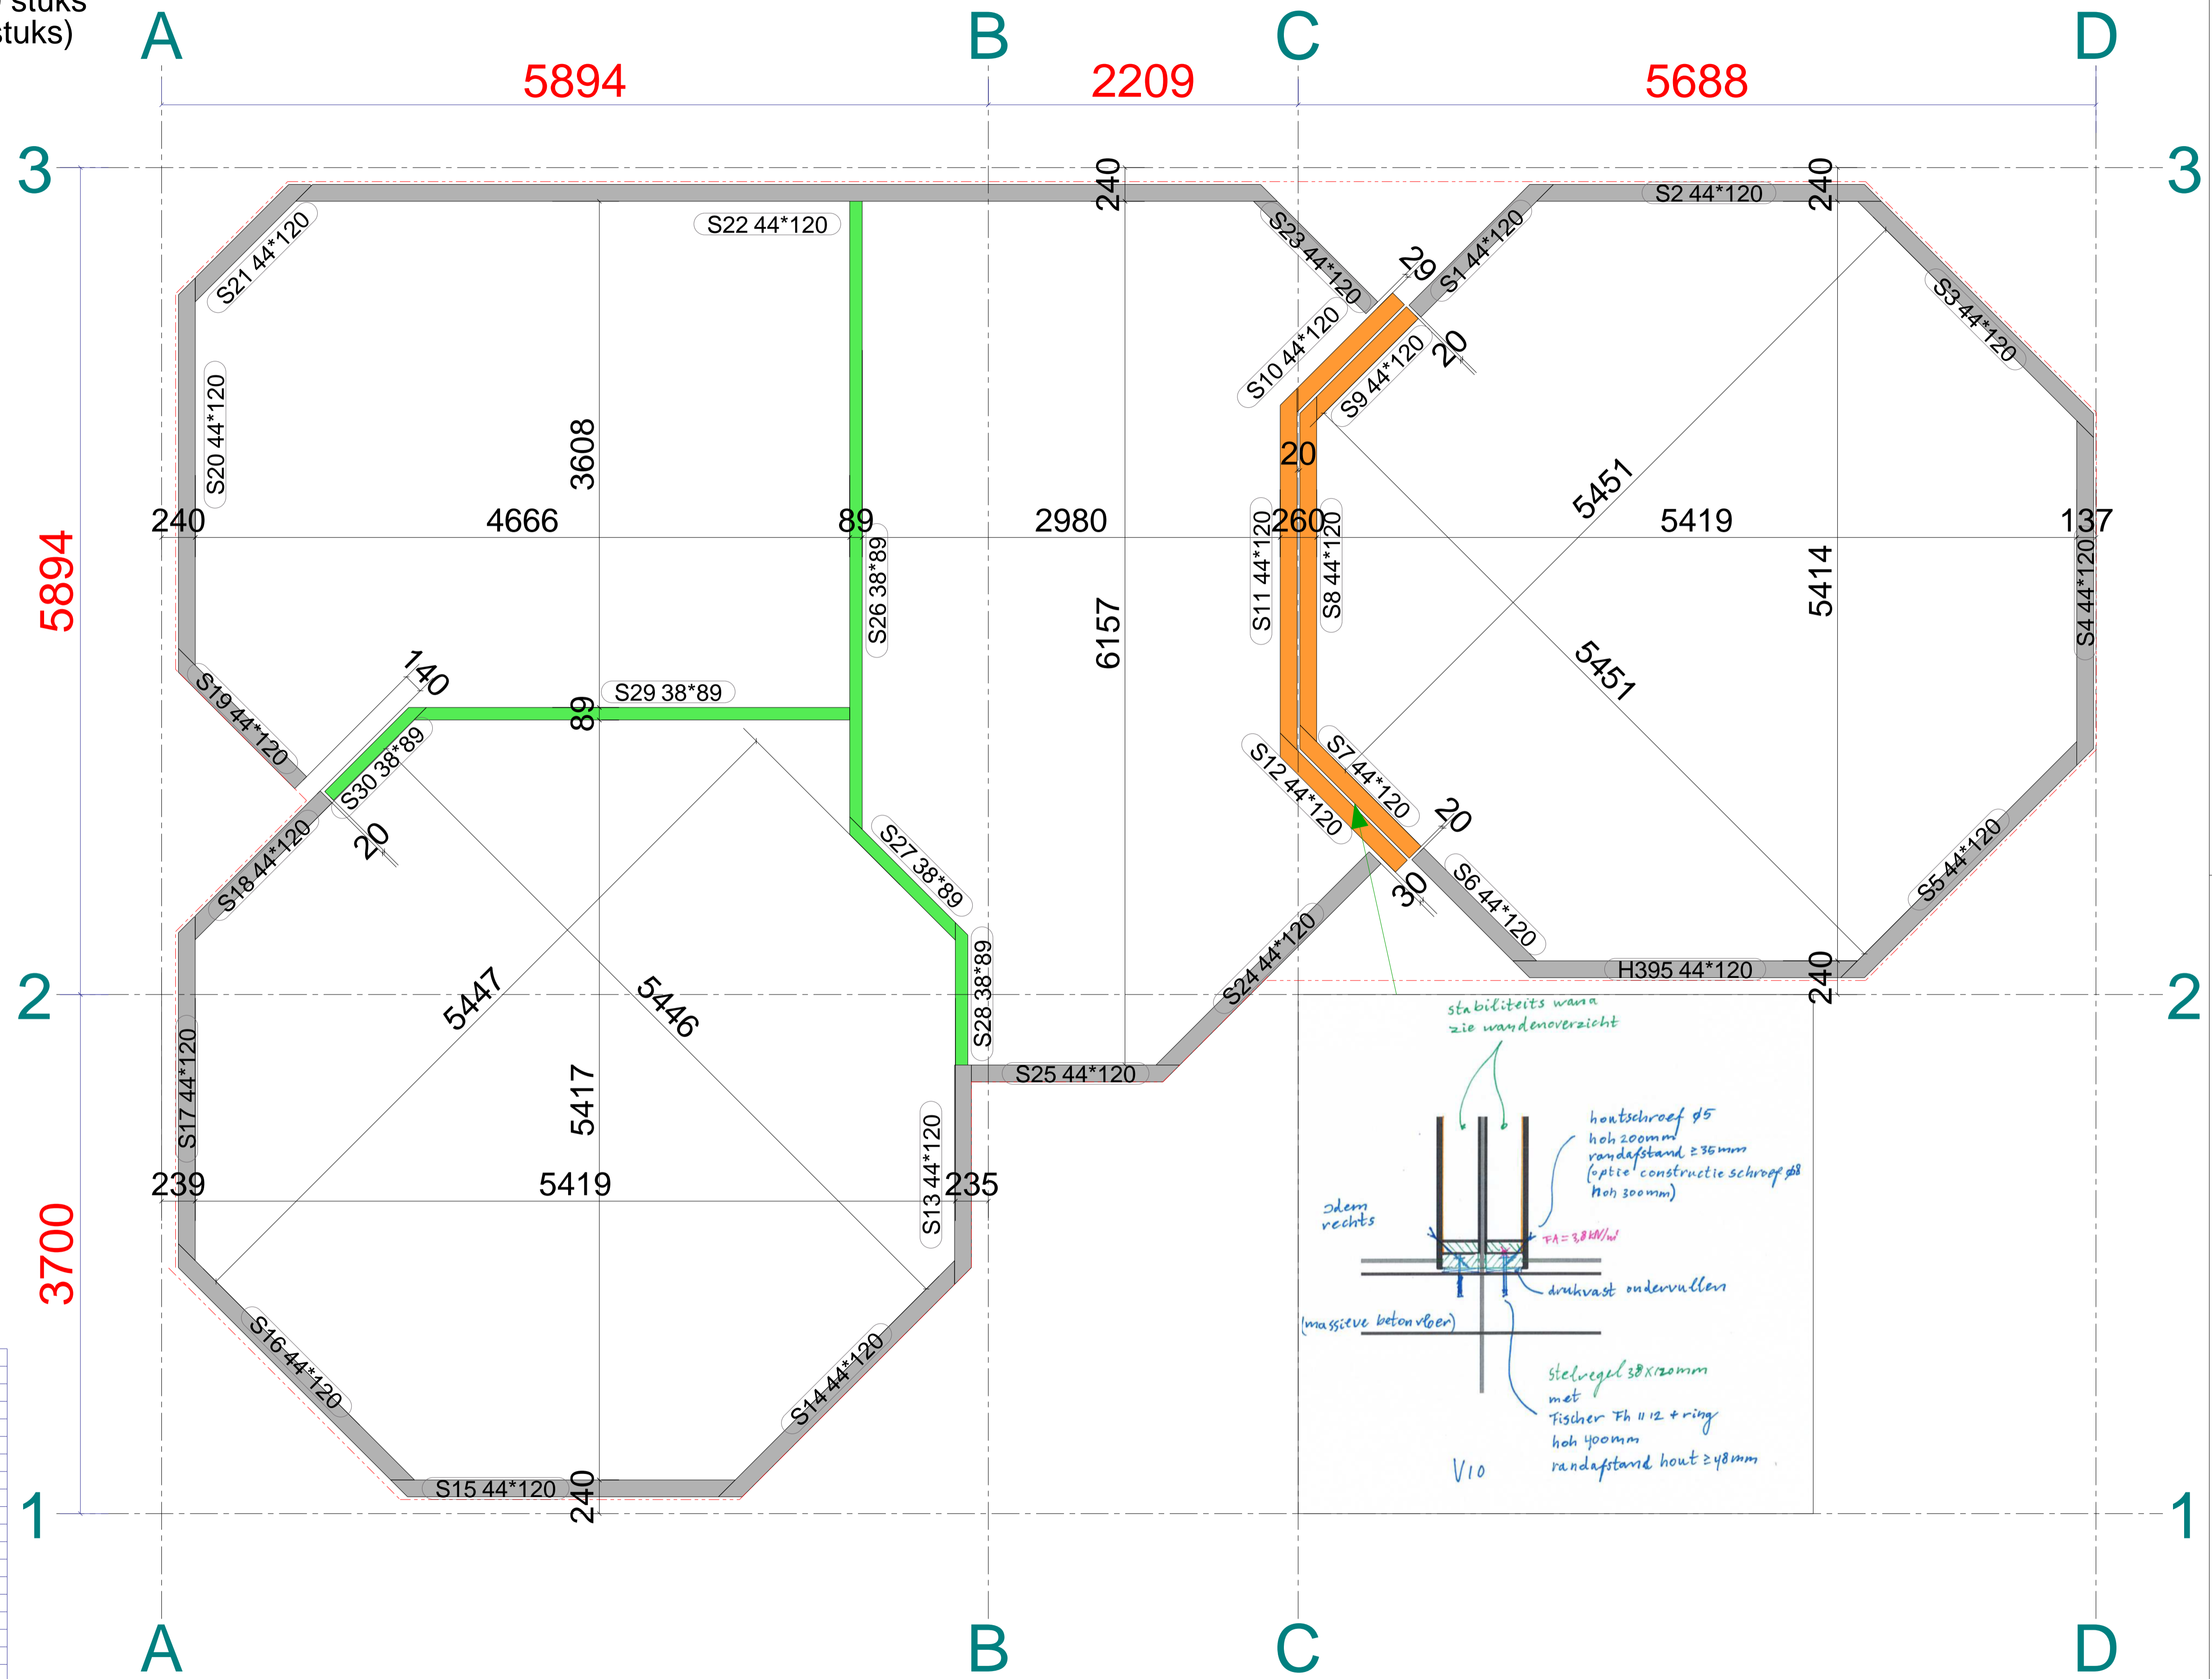 stuks
stuks)
A
B
C
D
5894
2209
5688
3
3
240
240
S22 44*120
S2 44*120
S21 44*120
S23 44*120
29
S1 44*120
S3 44*120
S10 44*120
20
S9 44*120
S20 44*120
3608
20
5451
240
4666
89
2980
260
5419
137
S26 38*89
S11 44*120
S8 44*120
5414
S4 44*120
5894
6157
5451
140
S29 38*89
89
S19 44*120
S30 38*89
S7 44*120
S12 44*120
20
20
S18 44*120
S27 38*89
S6 44*120
30
S5 44*120
S24 44*120
2
5447
5446
S28 38*89
H395 44*120
240
2
S17 44*120
S25 44*120
5417
S13 44*120
239
5419
235
3700
S16 44*120
S14 44*120
S15 44*120
240
1
1
stabiliteits wand
zie wandenoverzicht
houtschroef ø5
hoh 200mm
randafstand ≥35mm
(optie constructie schroef ø8
hoh 300mm)
Idem
rechts
FA = 3,8 kN/m¹
drukvast ondervullen
(massieve betonvloer)
stelregel 38x120mm
met
Fischer Fh II 12 + ring
hoh 400mm
randafstand hout ≥48mm
V10
A
B
C
D